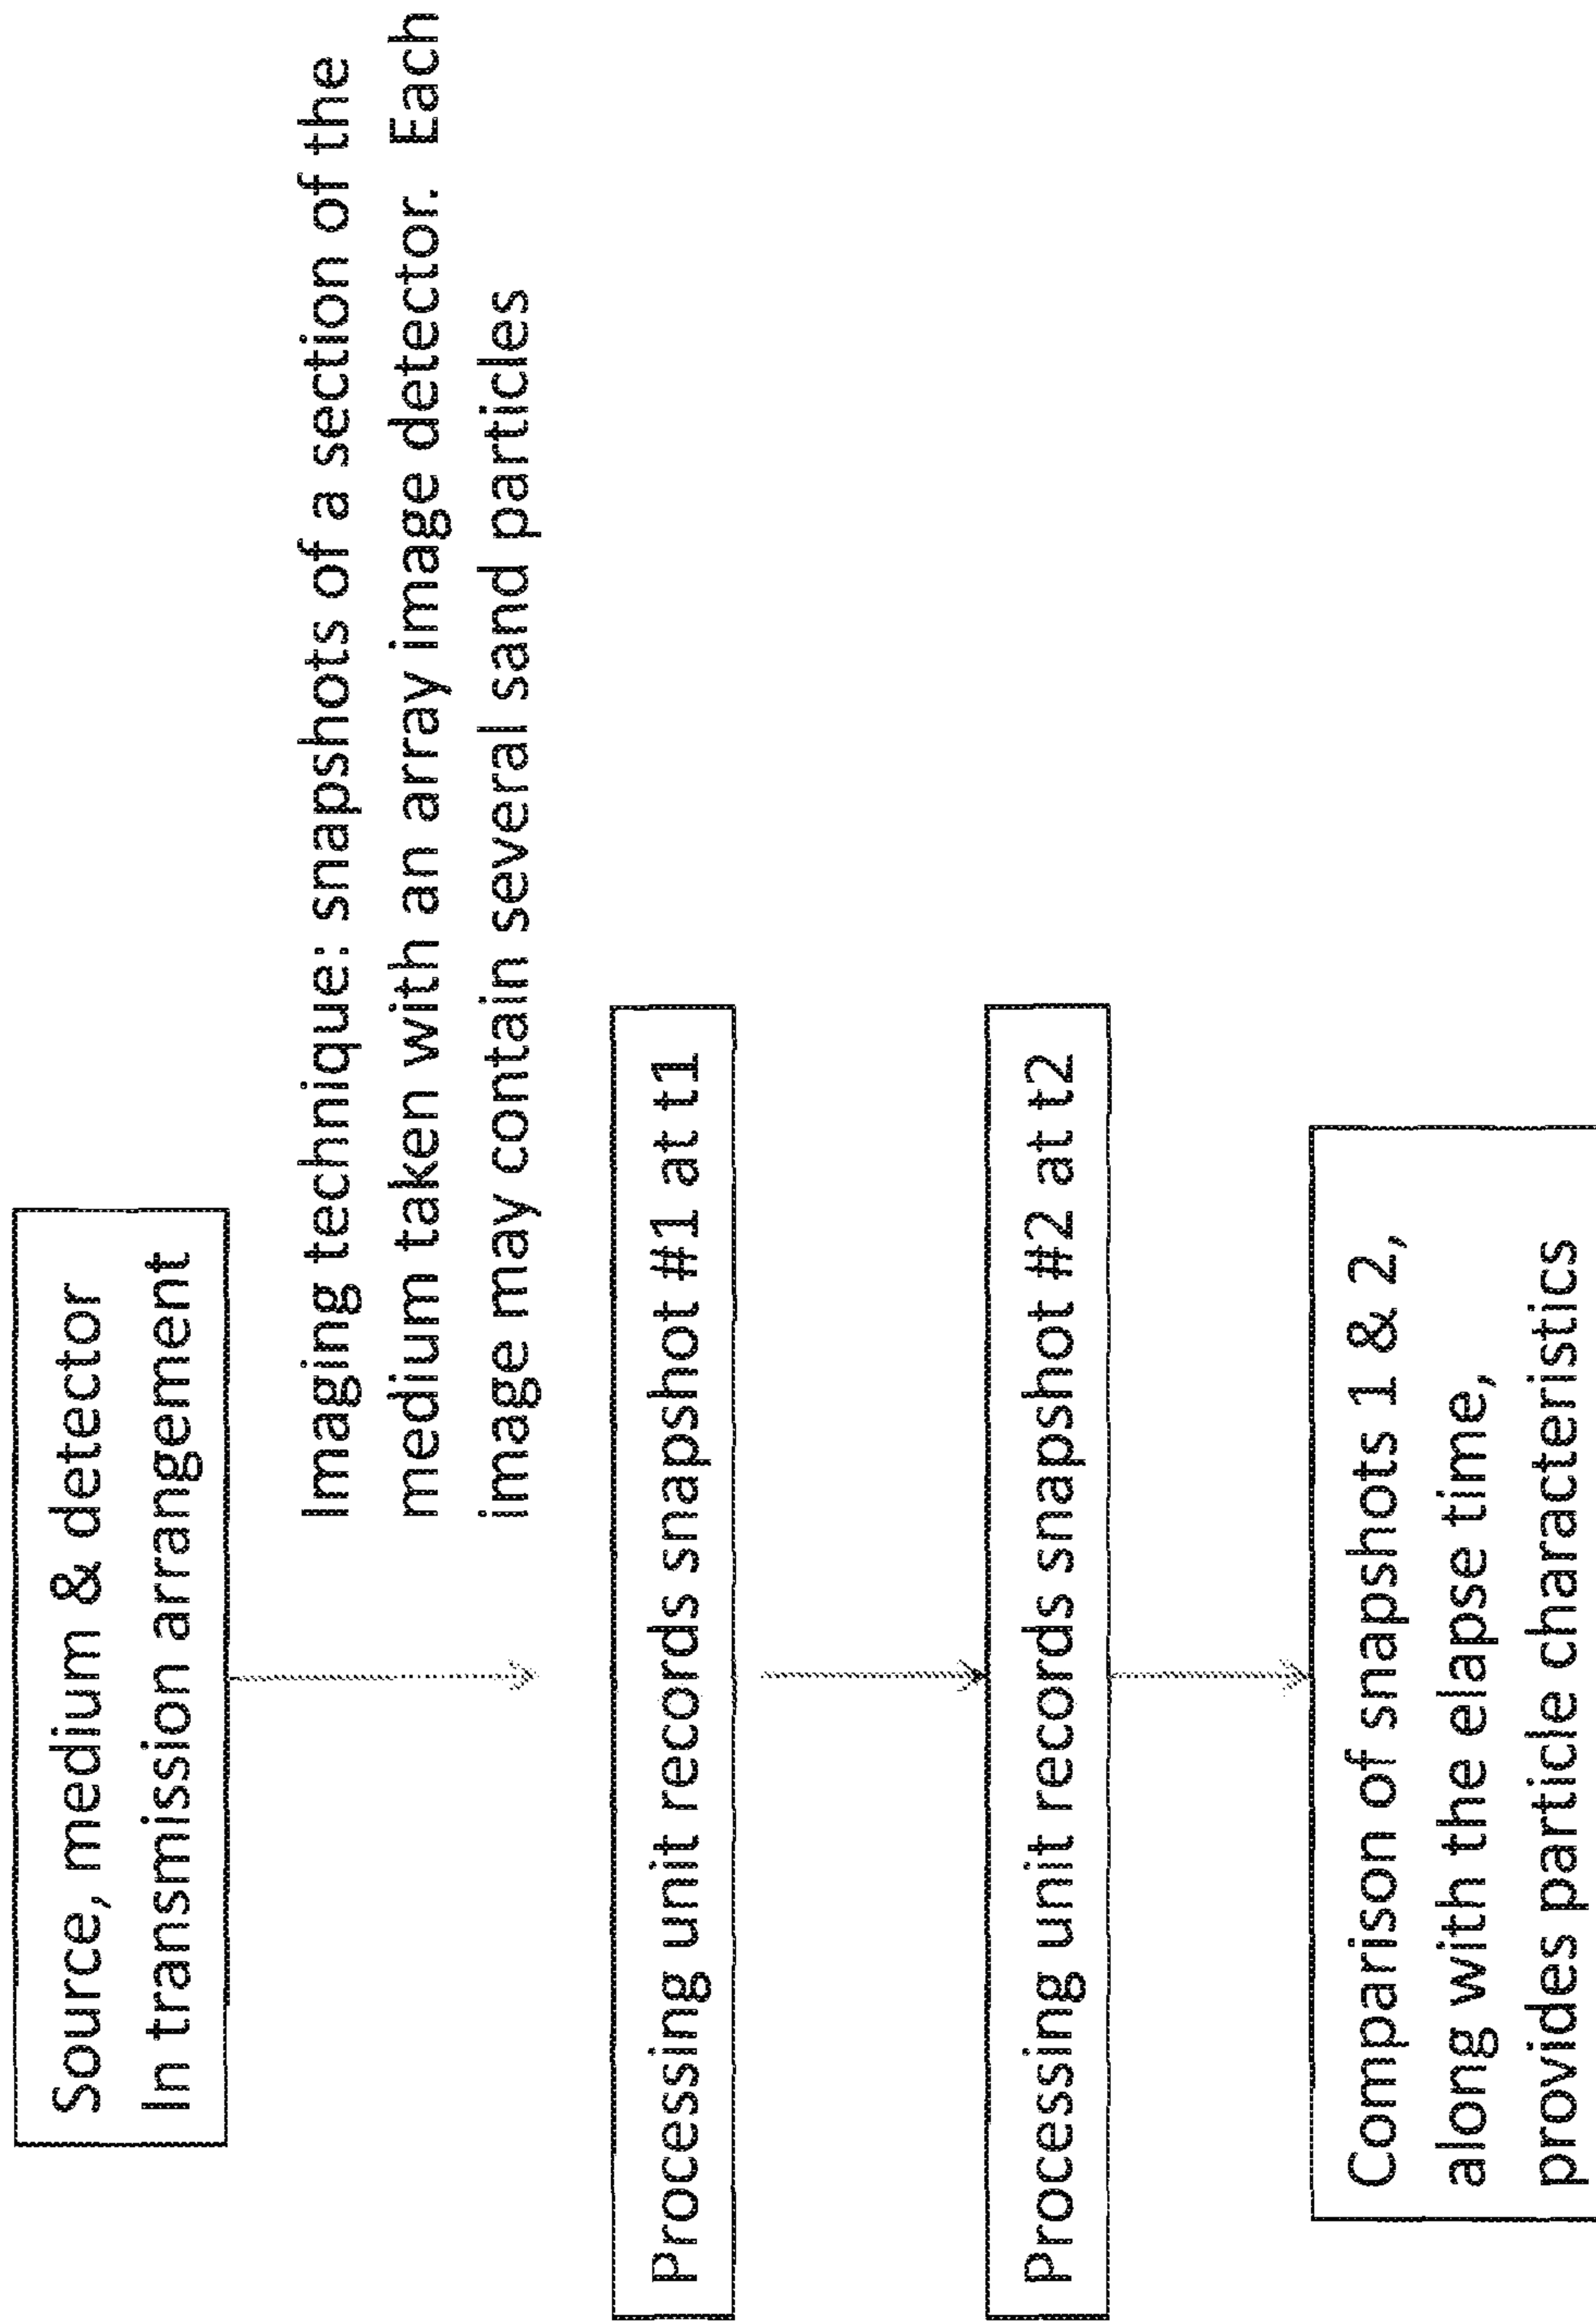 Source, medium & detector
In transmission arrangement
Imaging technique: snapshots of a section of the
medium taken with an array image detector. Each
image may contain several sand particles
Processing unit records snapshot #1 at t1
Processing unit records snapshot #2 at t2
Comparison of snapshots 1 & 2,
along with the elapse time,
provides particle characteristics